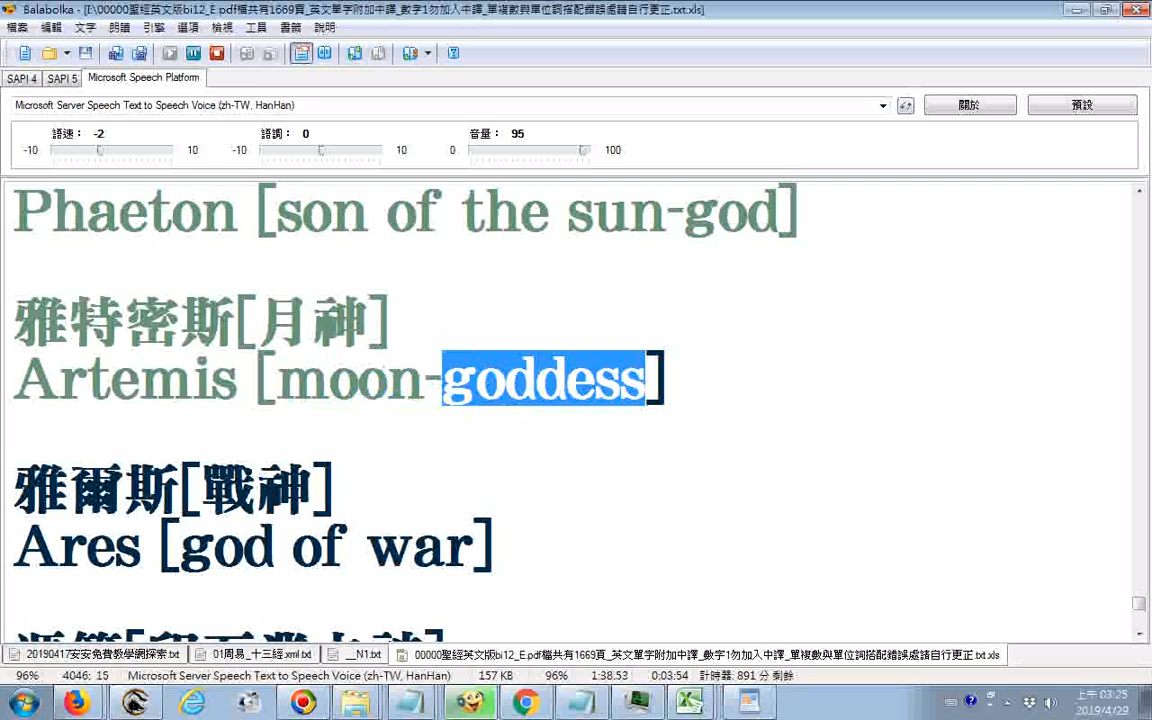 Balabolka - [I:\00000聖經英文版bi12_E.pdf檔共有1669頁_英文單字附加中譯_數字1勿加入中譯_單複數與單位詞搭配錯誤處請自行更正.txt.xls]
檔案 編輯 文字 朗讀 引擎 選項 檢視 工具 書籤 說明
SAPI 4 SAPI 5 Microsoft Speech Platform
Microsoft Server Speech Text to Speech Voice (zh-TW, HanHan) 關於 預設
語速： -2 語調： 0 音量： 95
-10 10 -10 10 0 100
Phaeton [son of the sun-god]
雅特密斯[月神]
Artemis [moon-goddess]
雅爾斯[戰神]
Ares [god of war]
20190417安安免費教學網探索.txt 01周易_十三經.xml.txt __N1.txt 00000聖經英文版bi12_E.pdf檔共有1669頁_英文單字附加中譯_數字1勿加入中譯_單複數與單位詞搭配錯誤處請自行更正.txt.xls
96% 4046: 15 Microsoft Server Speech Text to Speech Voice (zh-TW, HanHan) 157 KB 96% 1:38:53 0:03:54 計時器: 891 分 剩餘
上午 03:25
2019/4/29